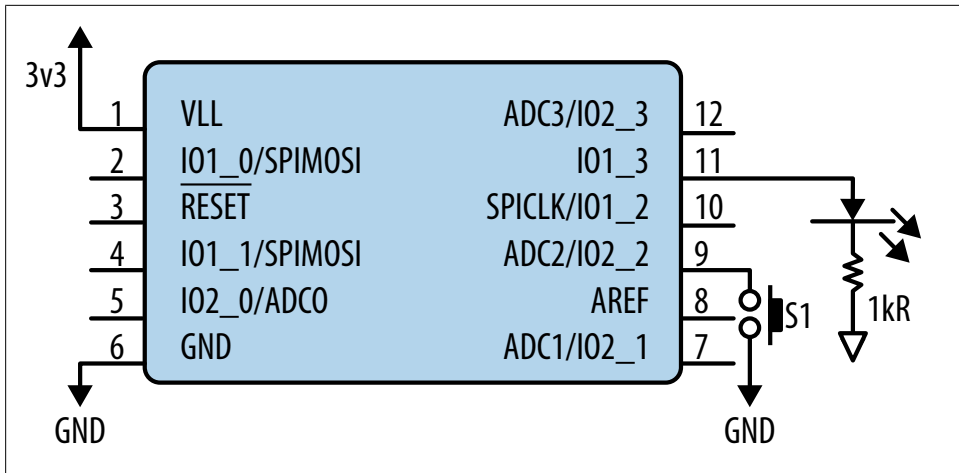 3v3
1 VLL
2 IO1_0/SPIMOSI
3 RESET
4 IO1_1/SPIMOSI
5 IO2_0/ADCO
6 GND
GND
ADC3/IO2_3 12
IO1_3 11
SPICLK/IO1_2 10
ADC2/IO2_2 9
AREF 8
ADC1/IO2_1 7
S1
1kR
GND